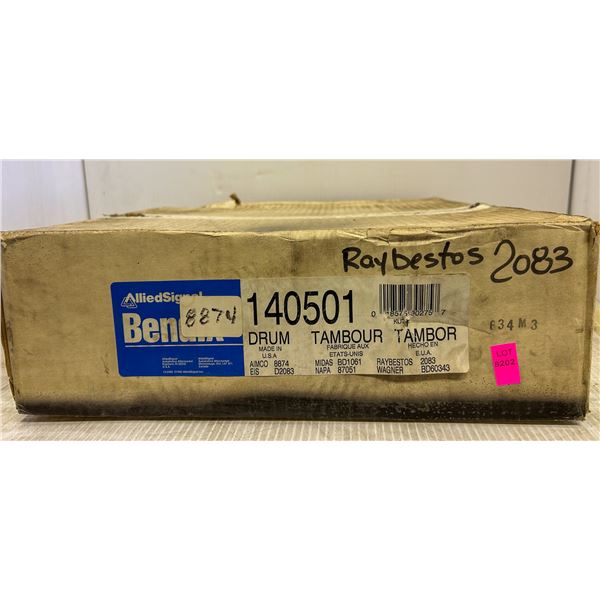 Raybestos 2083
AlliedSignal
Bendix
8874
140501
DRUM TAMBOUR TAMBOR
MADE IN FABRIQUE AUX HECHO EN
U.S.A. ETATS-UNIS E.U.A.
AIMCO 8874 MIDAS BD1061 RAYBESTOS 2083
EIS D2083 NAPA 87051 WAGNER BD60343
634M3
LOT
8202